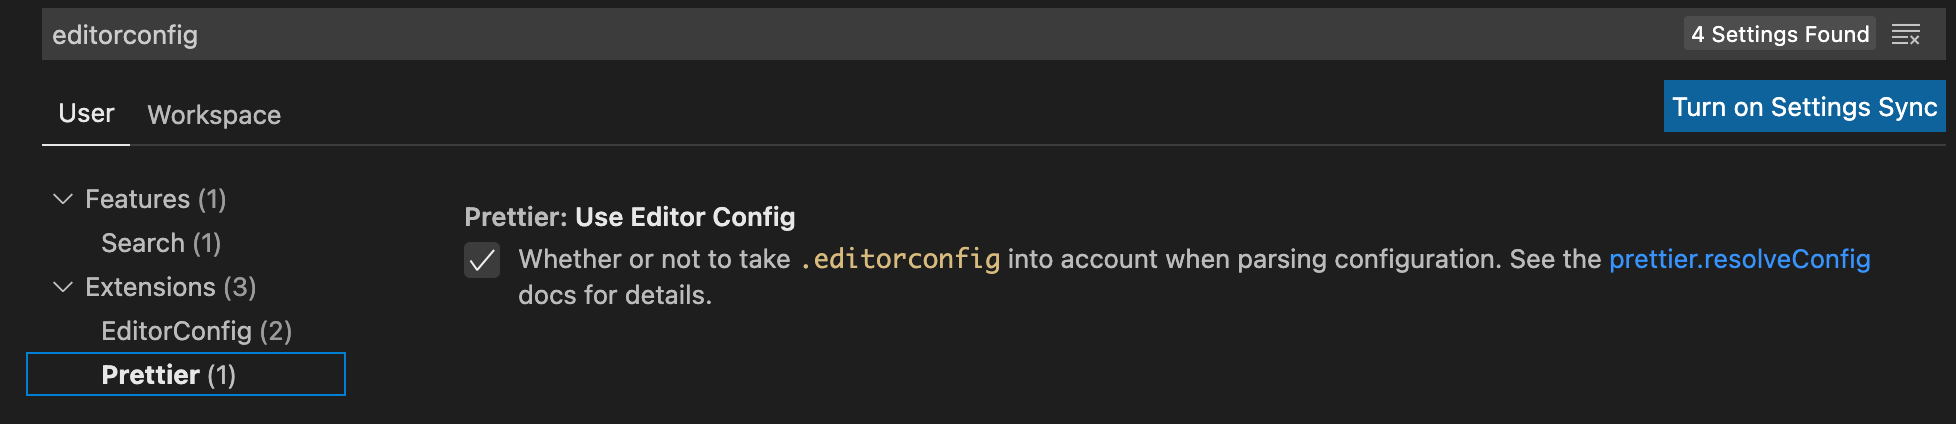 editorconfig
4 Settings Found
User
Workspace
Turn on Settings Sync
Features (1)
Search (1)
Extensions (3)
EditorConfig (2)
Prettier (1)
Prettier: Use Editor Config
Whether or not to take .editorconfig into account when parsing configuration. See the prettier.resolveConfig
docs for details.